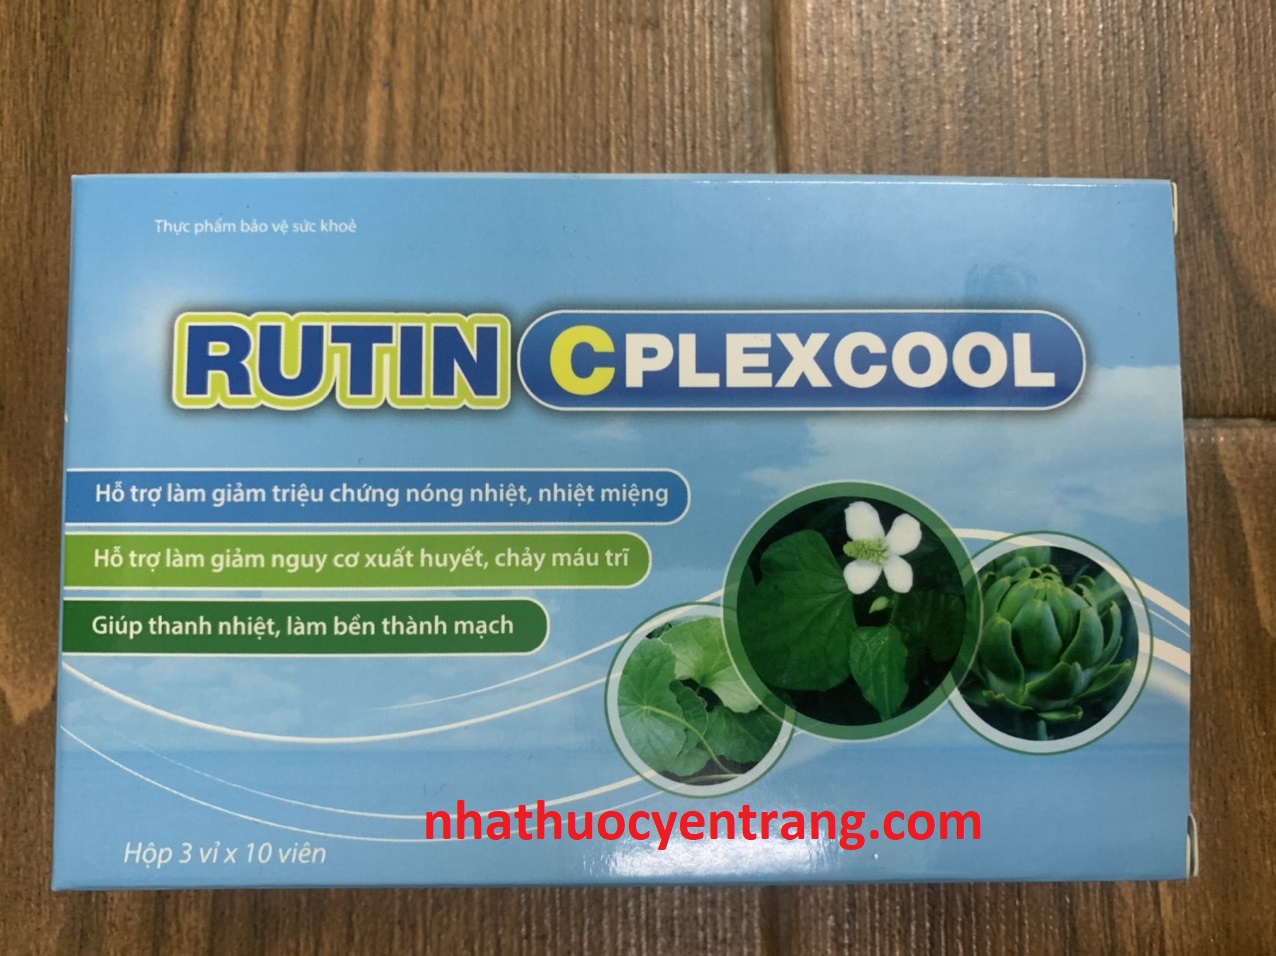 Thực phẩm bảo vệ sức khoẻ
RUTIN CPLEXCOOL
Hỗ trợ làm giảm triệu chứng nóng nhiệt, nhiệt miệng
Hỗ trợ làm giảm nguy cơ xuất huyết, chảy máu trĩ
Giúp thanh nhiệt, làm bền thành mạch
nhathuocyentrang.com
Hộp 3 vỉ x 10 viên